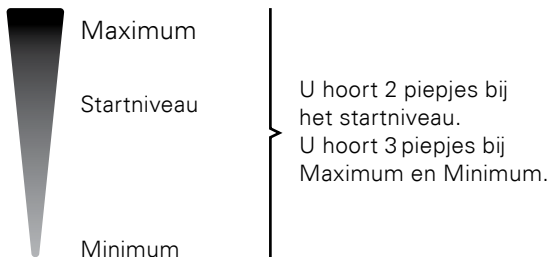 Maximum
Startniveau
Minimum
U hoort 2 piepjes bij
het startniveau.
U hoort 3 piepjes bij
Maximum en Minimum.